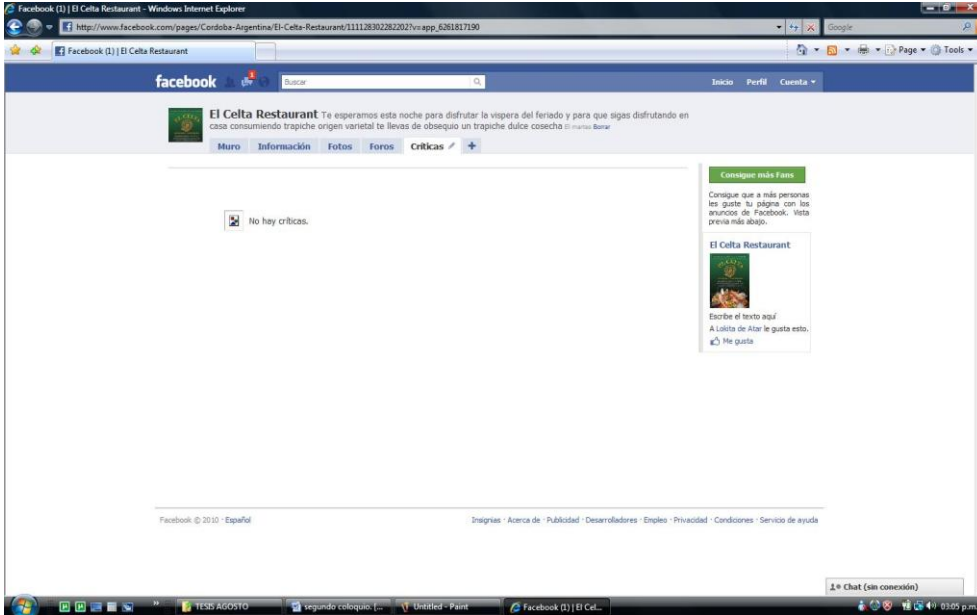 Facebook (1) | El Celta Restaurant - Windows Internet Explorer
http://www.facebook.com/pages/Cordoba-Argentina/El-Celta-Restaurant/111128302282202?v=app_6261817190
Google
Facebook (1) | El Celta Restaurant
Page Tools
facebook 1 Buscar Inicio Perfil Cuenta
El Celta Restaurant Te esperamos esta noche para disfrutar la vispera del feriado y para que sigas disfrutando en
casa consumiendo trapiche origen varietal te llevas de obsequio un trapiche dulce cosecha El martes Borrar
Muro Información Fotos Foros Críticas +
Consigue más Fans
Consigue que a más personas
les guste tu página con los
anuncios de Facebook. Vista
previa más abajo.
No hay críticas.
El Celta Restaurant
Escribe el texto aquí
A Lokita de Atar le gusta esto.
Me gusta
Facebook © 2010 · Español
Insignias · Acerca de · Publicidad · Desarrolladores · Empleo · Privacidad · Condiciones · Servicio de ayuda
Chat (sin conexión)
TESIS AGOSTO
segundo coloquio. [...
Untitled - Paint
Facebook (1) | El Cel...
03:05 p.m.